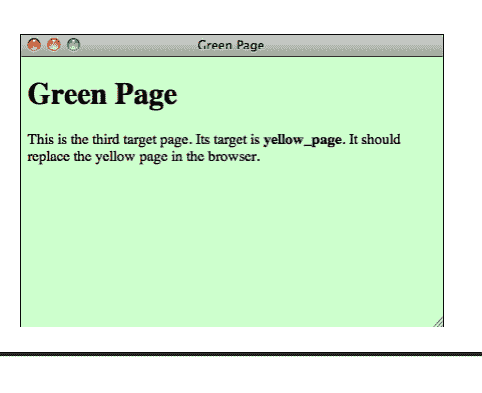 Green Page
Green Page
This is the third target page. Its target is yellow_page. It should
replace the yellow page in the browser.